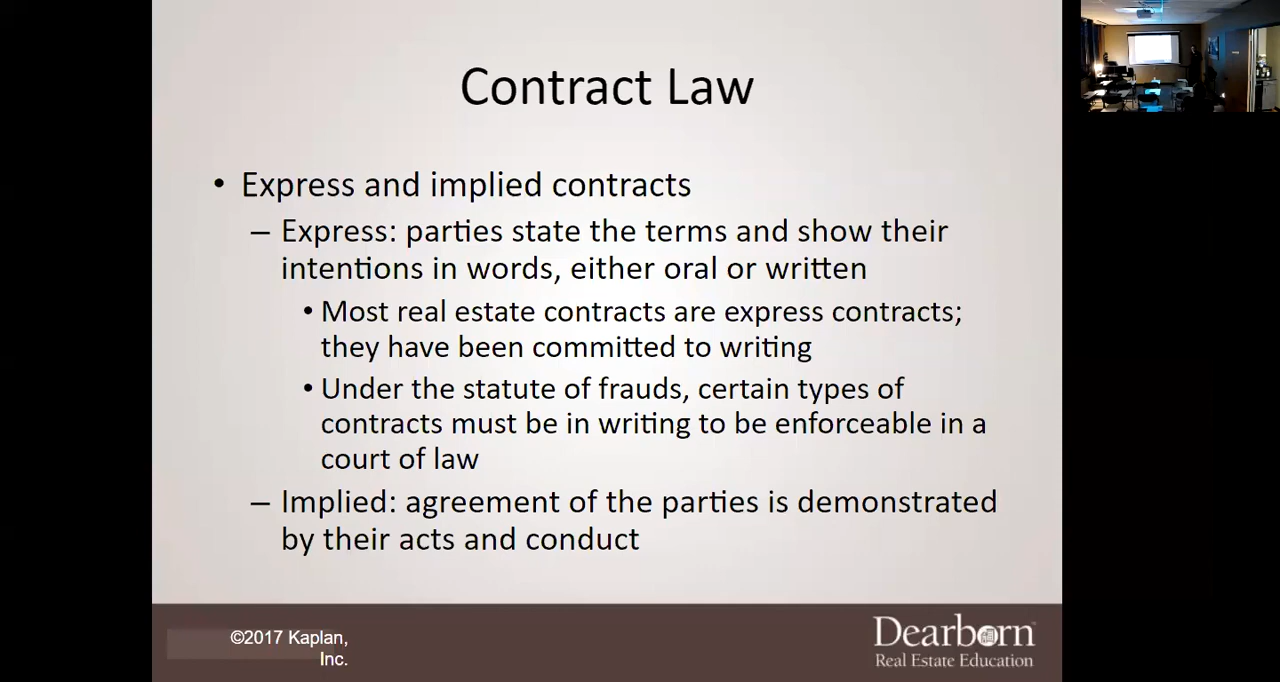 Contract Law
• Express and implied contracts
– Express: parties state the terms and show their
intentions in words, either oral or written
• Most real estate contracts are express contracts;
they have been committed to writing
• Under the statute of frauds, certain types of
contracts must be in writing to be enforceable in a
court of law
– Implied: agreement of the parties is demonstrated
by their acts and conduct
©2017 Kaplan,
Inc.
Dearborn
Real Estate Education